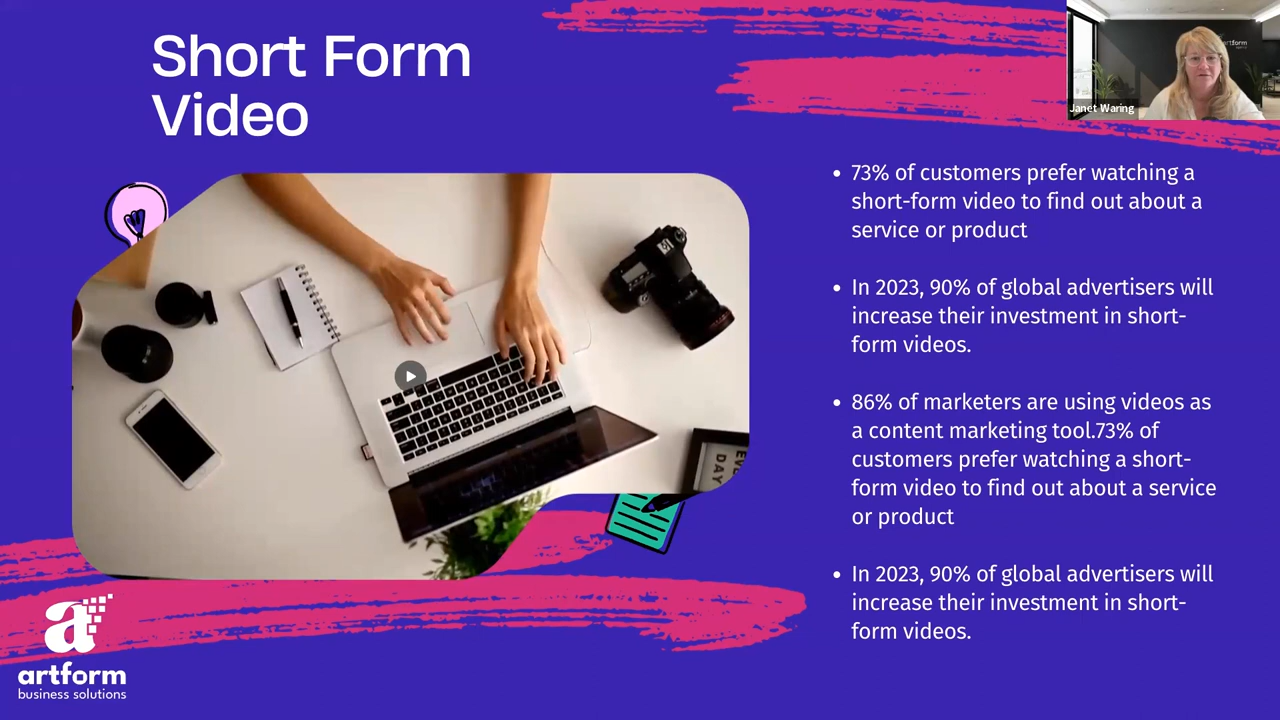 Short Form
Video
artform
Janet Waring
• 73% of customers prefer watching a
short-form video to find out about a
service or product
• In 2023, 90% of global advertisers will
increase their investment in short-
form videos.
• 86% of marketers are using videos as
a content marketing tool.73% of
customers prefer watching a short-
form video to find out about a service
or product
• In 2023, 90% of global advertisers will
increase their investment in short-
form videos.
DAY
a
artform
business solutions